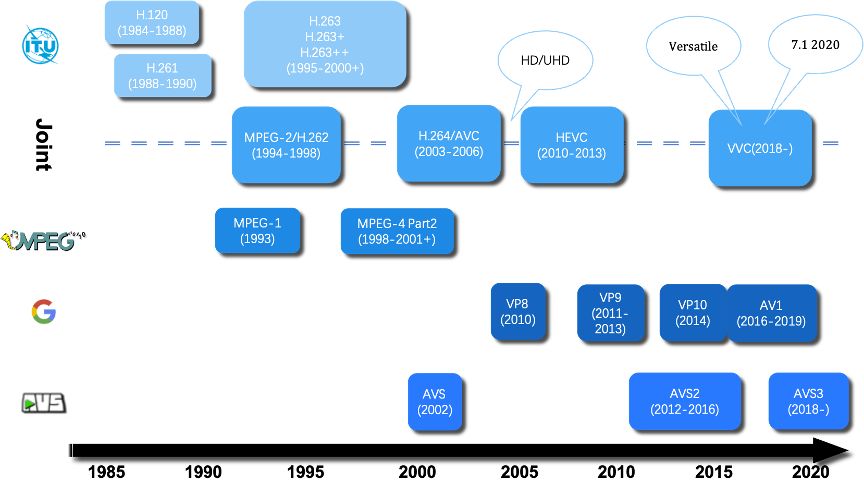 H.120
(1984-1988)
ITU
H.261
(1988-1990)
H.263
H.263+
H.263++
(1995-2000+)
HD/UHD
Versatile
7.1 2020
Joint
MPEG-2/H.262
(1994-1998)
H.264/AVC
(2003-2006)
HEVC
(2010-2013)
VVC(2018-)
MPEG
MPEG-1
(1993)
MPEG-4 Part2
(1998-2001+)
G
VP8
(2010)
VP9
(2011-
2013)
VP10
(2014)
AV1
(2016-2019)
AVS
AVS
(2002)
AVS2
(2012-2016)
AVS3
(2018-)
1985
1990
1995
2000
2005
2010
2015
2020